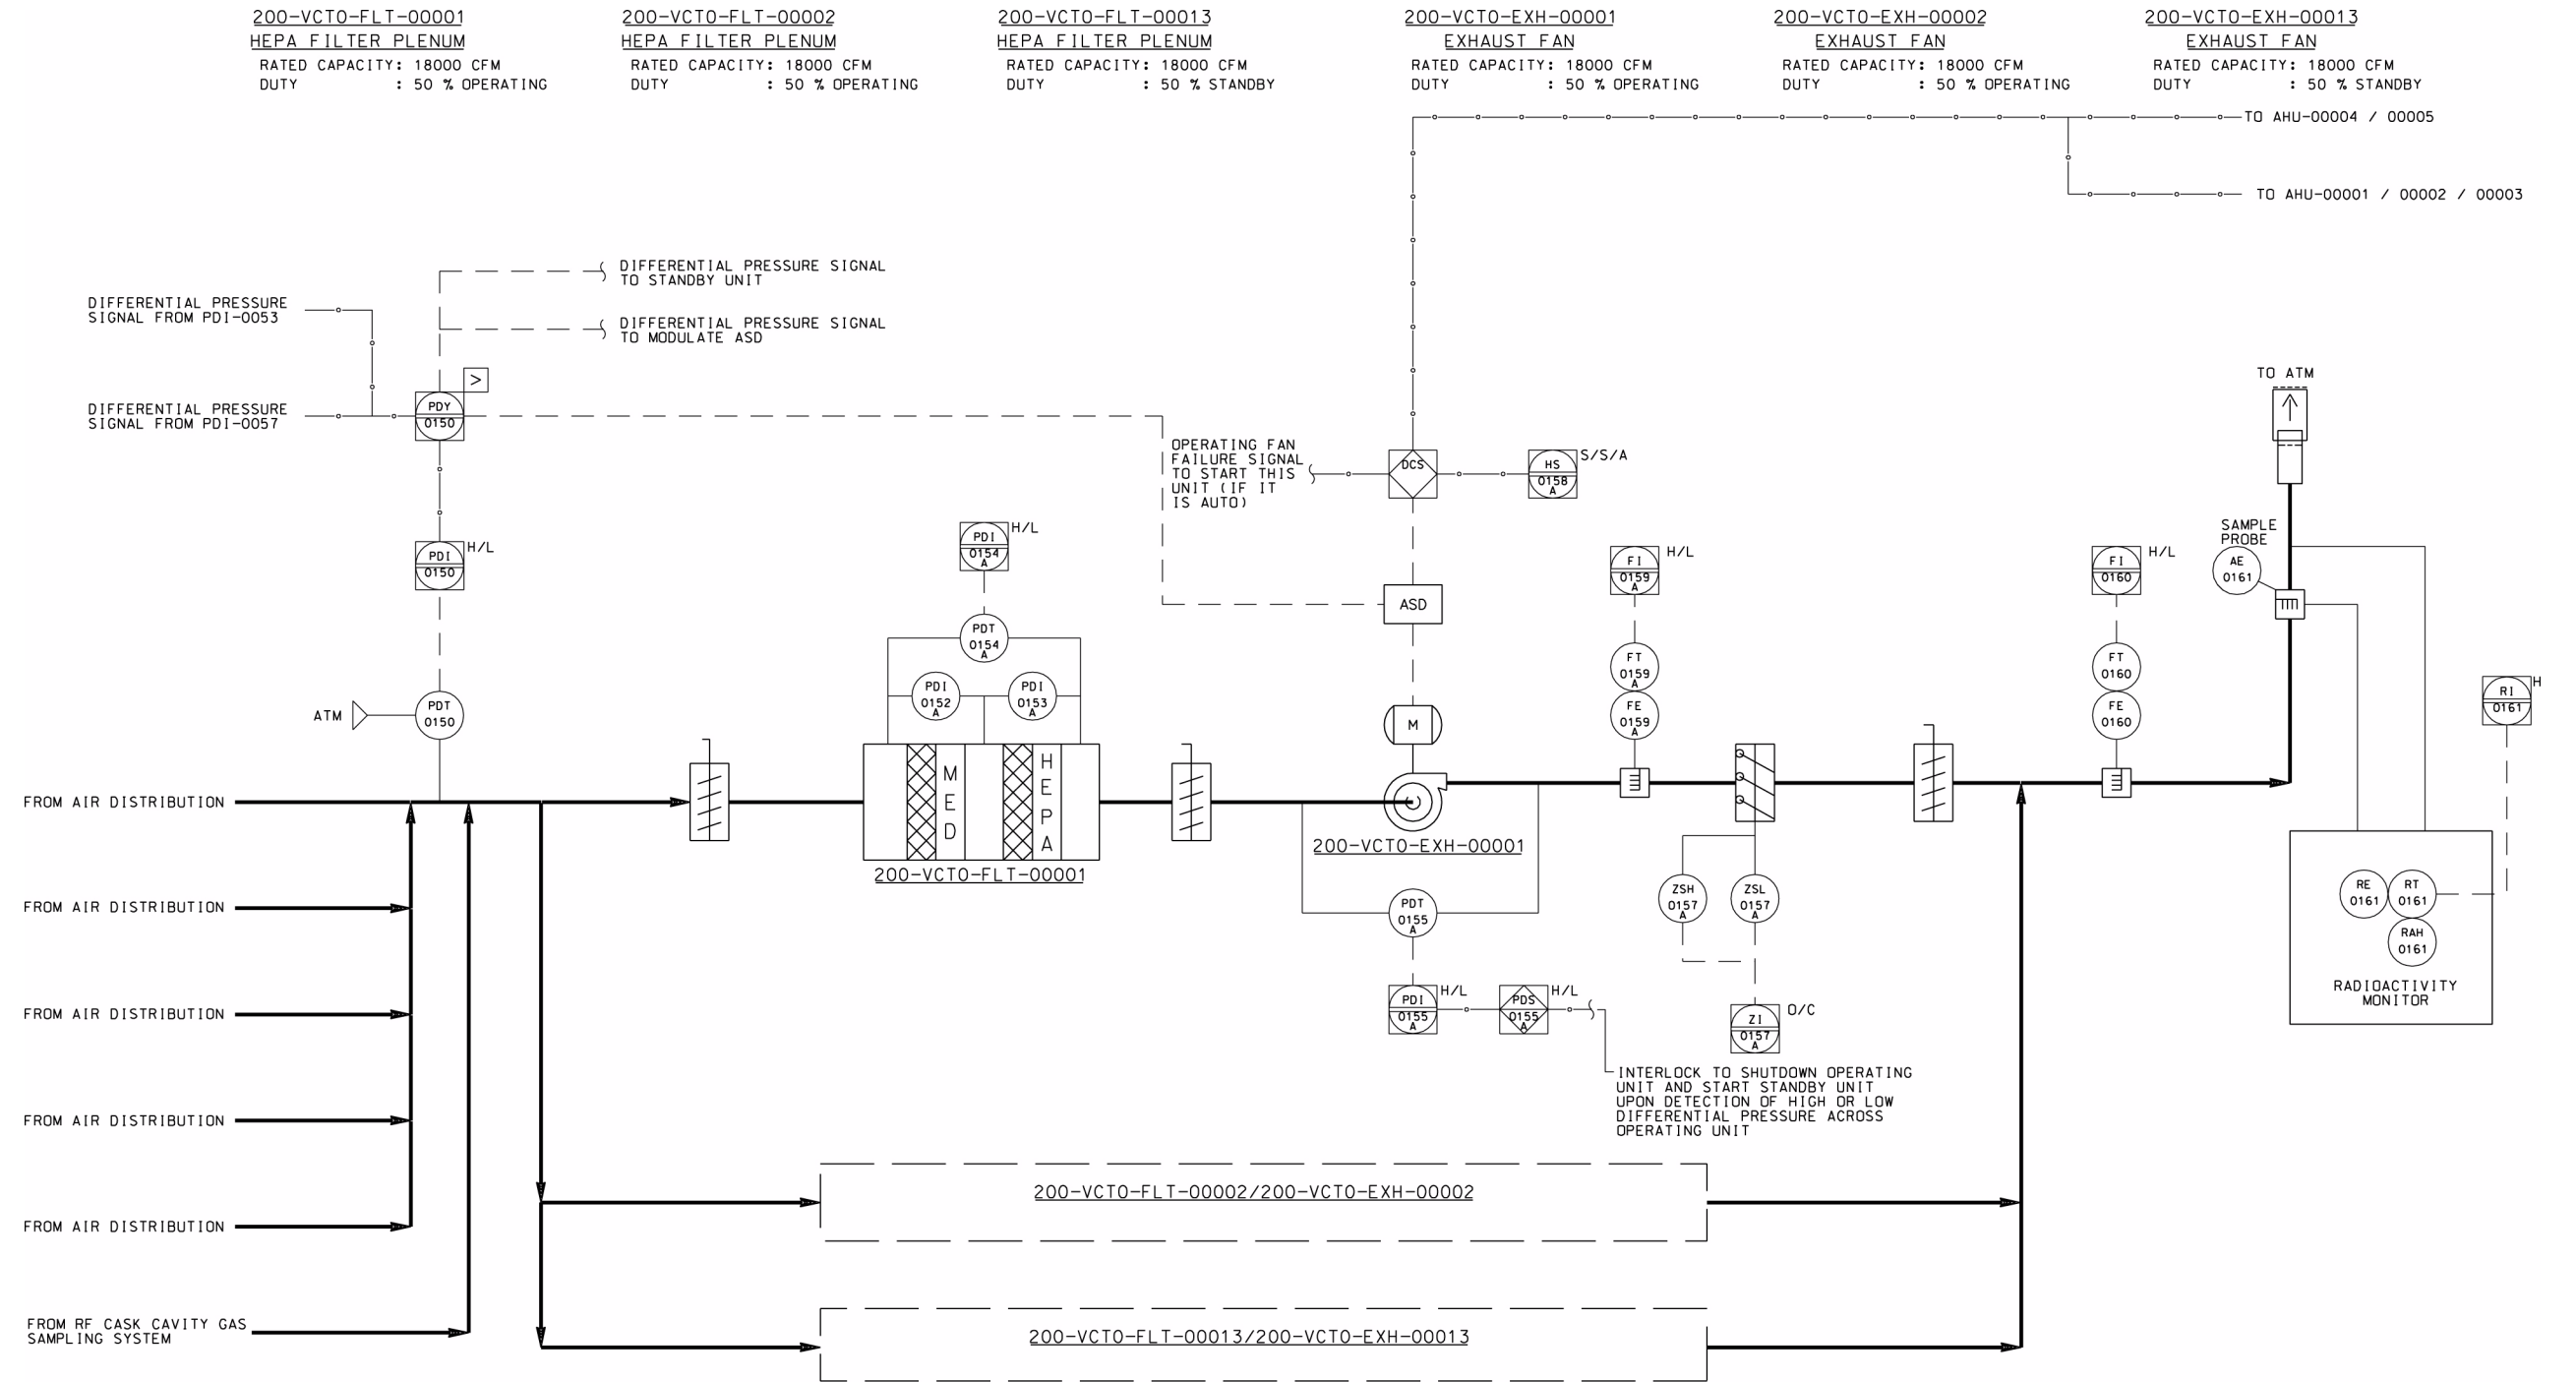 200-VCTO-FLT-00001
HEPA FILTER PLENUM
RATED CAPACITY: 18000 CFM
DUTY : 50 % OPERATING
200-VCTO-FLT-00002
HEPA FILTER PLENUM
RATED CAPACITY: 18000 CFM
DUTY : 50 % OPERATING
200-VCTO-FLT-00013
HEPA FILTER PLENUM
RATED CAPACITY: 18000 CFM
DUTY : 50 % STANDBY
200-VCTO-EXH-00001
EXHAUST FAN
RATED CAPACITY: 18000 CFM
DUTY : 50 % OPERATING
200-VCTO-EXH-00002
EXHAUST FAN
RATED CAPACITY: 18000 CFM
DUTY : 50 % OPERATING
200-VCTO-EXH-00013
EXHAUST FAN
RATED CAPACITY: 18000 CFM
DUTY : 50 % STANDBY
TO AHU-00004 / 00005
TO AHU-00001 / 00002 / 00003
DIFFERENTIAL PRESSURE SIGNAL
TO STANDBY UNIT
DIFFERENTIAL PRESSURE
SIGNAL FROM PDI-0053
DIFFERENTIAL PRESSURE SIGNAL
TO MODULATE ASD
>
DIFFERENTIAL PRESSURE
SIGNAL FROM PDI-0057
PDY
0150
TO ATM
OPERATING FAN
FAILURE SIGNAL
TO START THIS
UNIT (IF IT
IS AUTO)
DCS
HS
0158
A
S/S/A
PDI
0150
H/L
PDI
0154
A
H/L
ASD
FI
0159
A
H/L
FI
0160
H/L
SAMPLE
PROBE
AE
0161
PDT
0154
A
PDI
0152
A
PDI
0153
A
FT
0159
A
FE
0159
A
FT
0160
FE
0160
RI
0161
H
ATM
PDT
0150
M
MED
HEPA
FROM AIR DISTRIBUTION
200-VCTO-FLT-00001
200-VCTO-EXH-00001
FROM AIR DISTRIBUTION
PDT
0155
A
ZSH
0157
A
ZSL
0157
A
RE
0161
RT
0161
RAH
0161
RADIOACTIVITY
MONITOR
FROM AIR DISTRIBUTION
PDI
0155
A
H/L
PDS
0155
A
H/L
ZI
0157
A
O/C
INTERLOCK TO SHUTDOWN OPERATING
UNIT AND START STANDBY UNIT
UPON DETECTION OF HIGH OR LOW
DIFFERENTIAL PRESSURE ACROSS
OPERATING UNIT
FROM AIR DISTRIBUTION
200-VCTO-FLT-00002/200-VCTO-EXH-00002
FROM AIR DISTRIBUTION
FROM RF CASK CAVITY GAS
SAMPLING SYSTEM
200-VCTO-FLT-00013/200-VCTO-EXH-00013